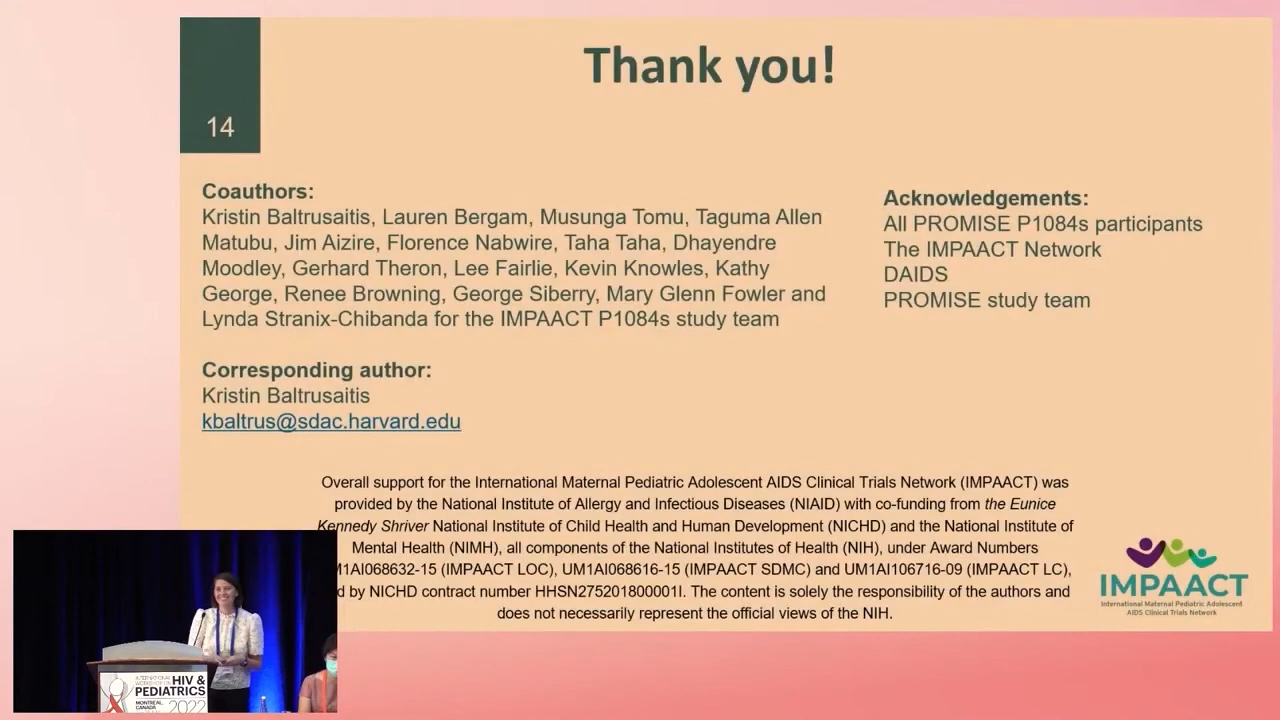 Thank you!
14
Coauthors:
Kristin Baltrusaitis, Lauren Bergam, Musunga Tomu, Taguma Allen
Matubu, Jim Aizire, Florence Nabwire, Taha Taha, Dhayendre
Moodley, Gerhard Theron, Lee Fairlie, Kevin Knowles, Kathy
George, Renee Browning, George Siberry, Mary Glenn Fowler and
Lynda Stranix-Chibanda for the IMPAACT P1084s study team
Corresponding author:
Kristin Baltrusaitis
kbaltrus@sdac.harvard.edu
Acknowledgements:
All PROMISE P1084s participants
The IMPAACT Network
DAIDS
PROMISE study team
Overall support for the International Maternal Pediatric Adolescent AIDS Clinical Trials Network (IMPAACT) was
provided by the National Institute of Allergy and Infectious Diseases (NIAID) with co-funding from the Eunice
Kennedy Shriver National Institute of Child Health and Human Development (NICHD) and the National Institute of
Mental Health (NIMH), all components of the National Institutes of Health (NIH), under Award Numbers
M1AI068632-15 (IMPAACT LOC), UM1AI068616-15 (IMPAACT SDMC) and UM1AI106716-09 (IMPAACT LC),
d by NICHD contract number HHSN275201800001I. The content is solely the responsibility of the authors and
does not necessarily represent the official views of the NIH.
IMPAACT
International Maternal Pediatric Adolescent
AIDS Clinical Trials Network
INTERNATIONAL
WORKSHOP ON
HIV &
PEDIATRICS
MONTREAL,
CANADA
2022